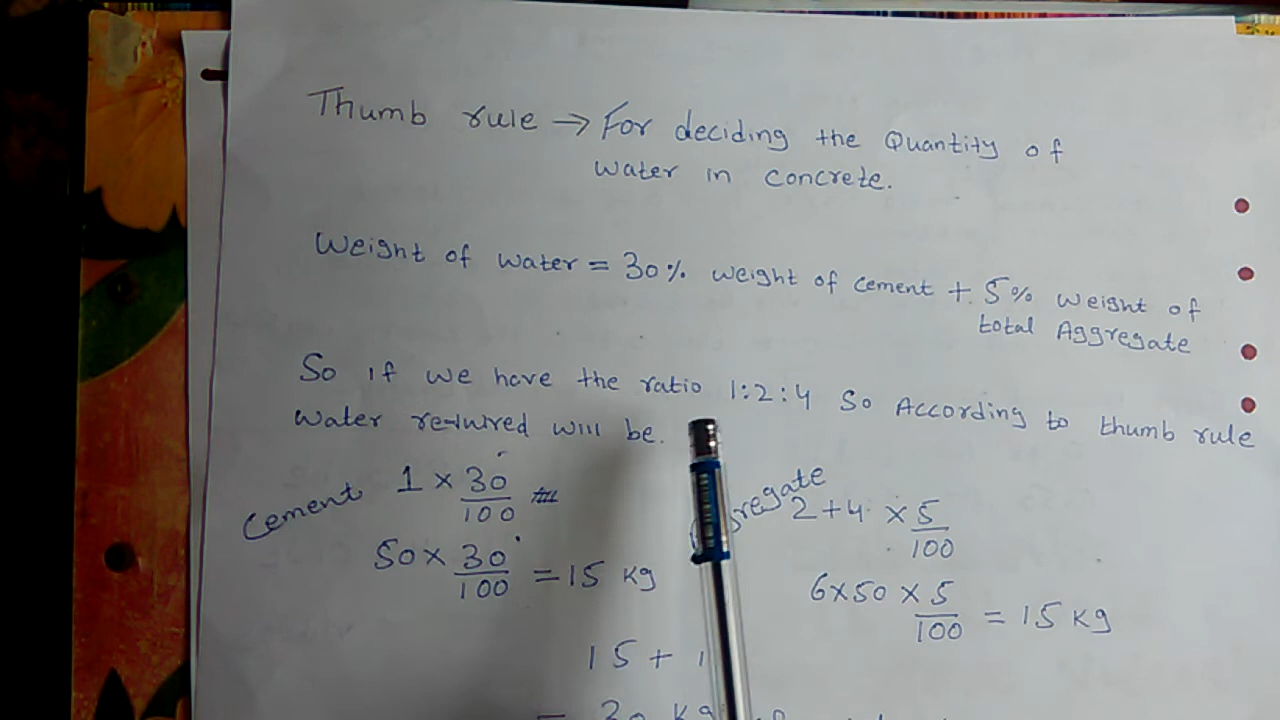 Thumb rule → For deciding the Quantity of
water in concrete.
Weight of water = 30% weight of cement + 5% weight of
total Aggregate
So if we have the ratio 1:2:4 so According to thumb rule
water required will be.
Cement 1 × 30/100
gregate 2+4 × 5/100
50 × 30/100 = 15 kg
6×50 × 5/100 = 15 kg
15 + 1
= 30 kg